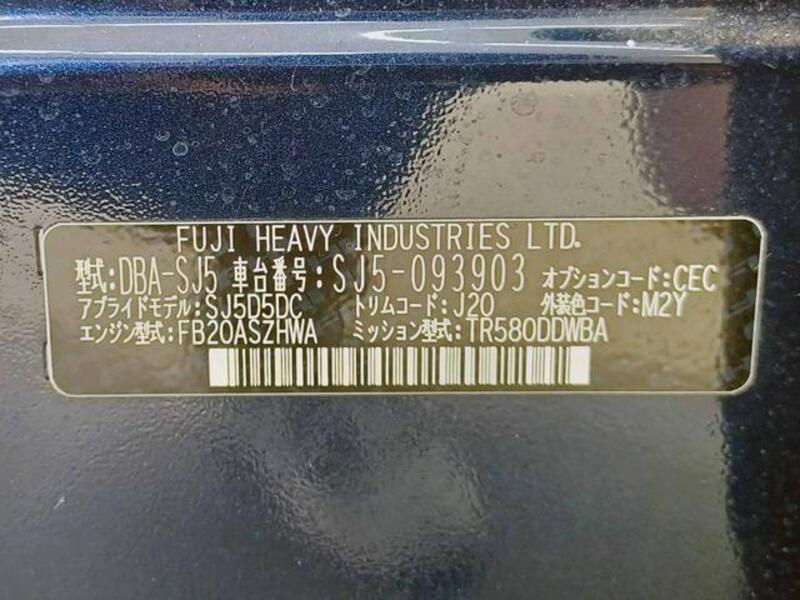 FUJI HEAVY INDUSTRIES LTD.
型式:DBA-SJ5 車台番号:SJ5-093903 オプションコード:CEC
アプライドモデル:SJ5D5DC トリムコード:J20 外装色コード:M2Y
エンジン型式:FB20ASZHWA ミッション型式:TR580DDWBA